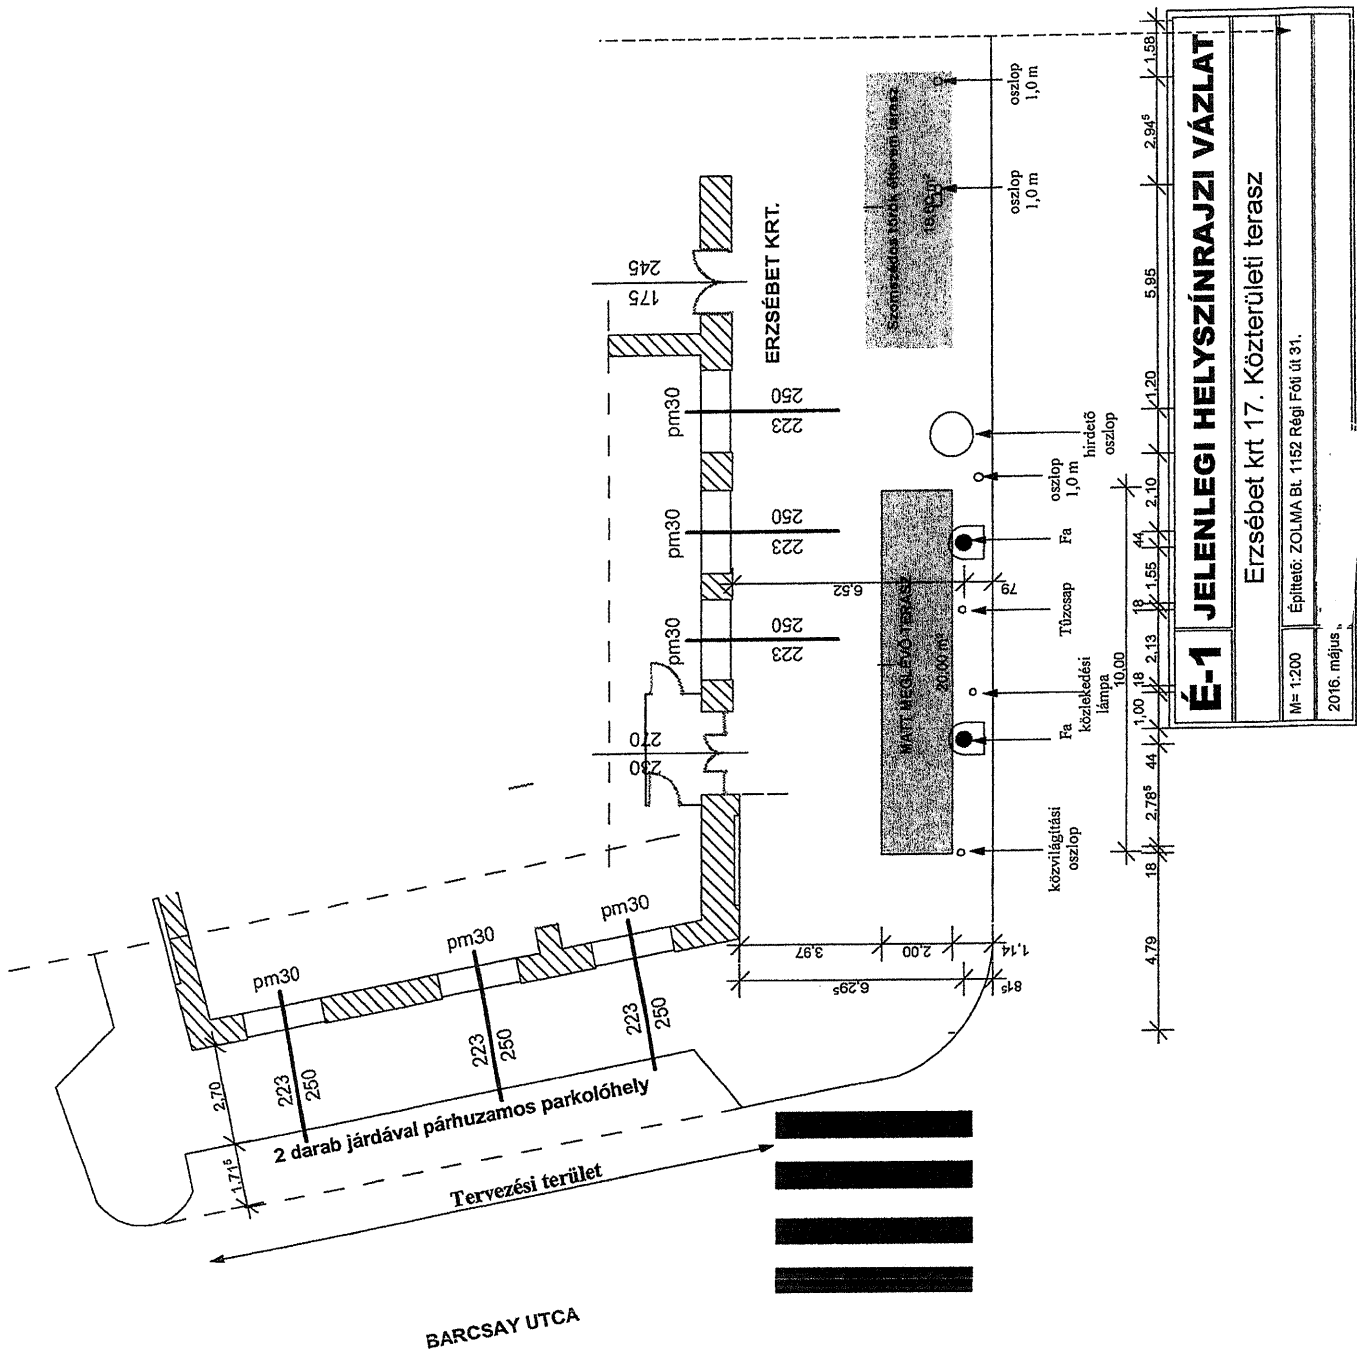 É-1 JELENLEGI HELYSZÍNRAJZI VÁZLAT
Erzsébet krt 17. Közterületi terasz
M= 1:200
Építtető: ZOLMA Bt. 1152 Régi Fóti út 31.
2016. május
ERZSÉBET KRT.
BARCSAY UTCA
Tervezési terület
2 darab járdával párhuzamos parkolóhely
Szomszédos török étterem terasz
MATT MEGLÉVŐ TERASZ
20.00 m²
oszlop
1,0 m
oszlop
1,0 m
hirdető
oszlop
oszlop
1,0 m
Fa
Tűzcsap
közlekedési
lámpa
Fa
közvilágítási
oszlop
245
175
pm30
250
223
pm30
250
223
pm30
250
223
270
230
pm30
223
250
pm30
223
250
pm30
223
250
2,70
1,71⁵
6,52
79
3,97
2,00
1,14
6,29⁵
81⁵
10,00
1,58
2,94⁵
5,95
1,20
2,10
44
1,55
18
2,13
18
1,00
44
2,78⁵
18
4,79